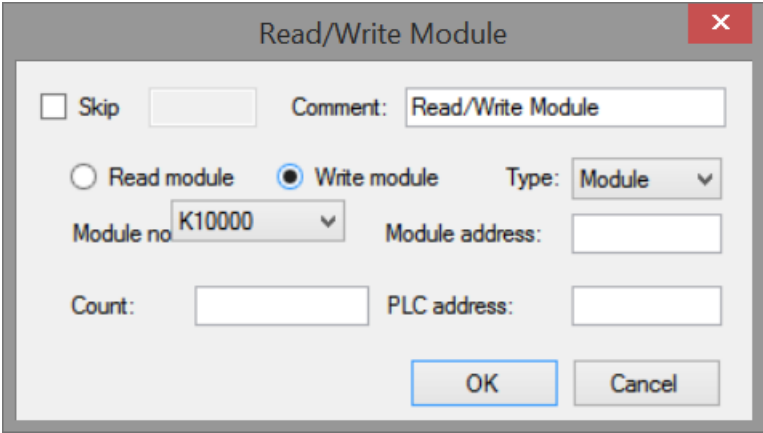 Read/Write Module
Skip Comment: Read/Write Module
Read module Write module Type: Module
Module no K10000 Module address:
Count: PLC address:
OK Cancel